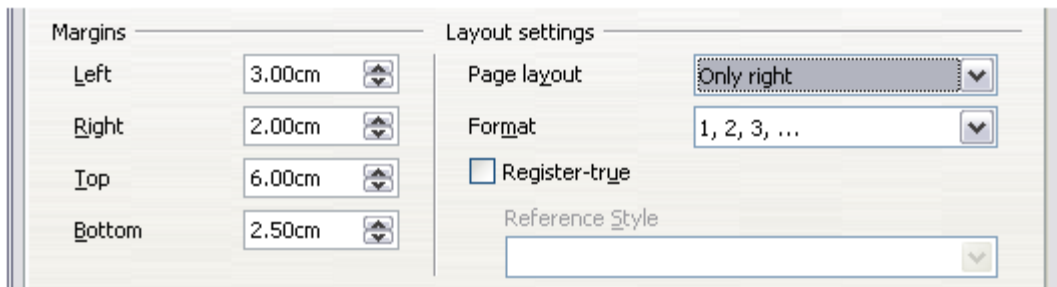 Margins
Left 3.00cm
Right 2.00cm
Top 6.00cm
Bottom 2.50cm
Layout settings
Page layout Only right
Format 1, 2, 3, ...
Register-true
Reference Style